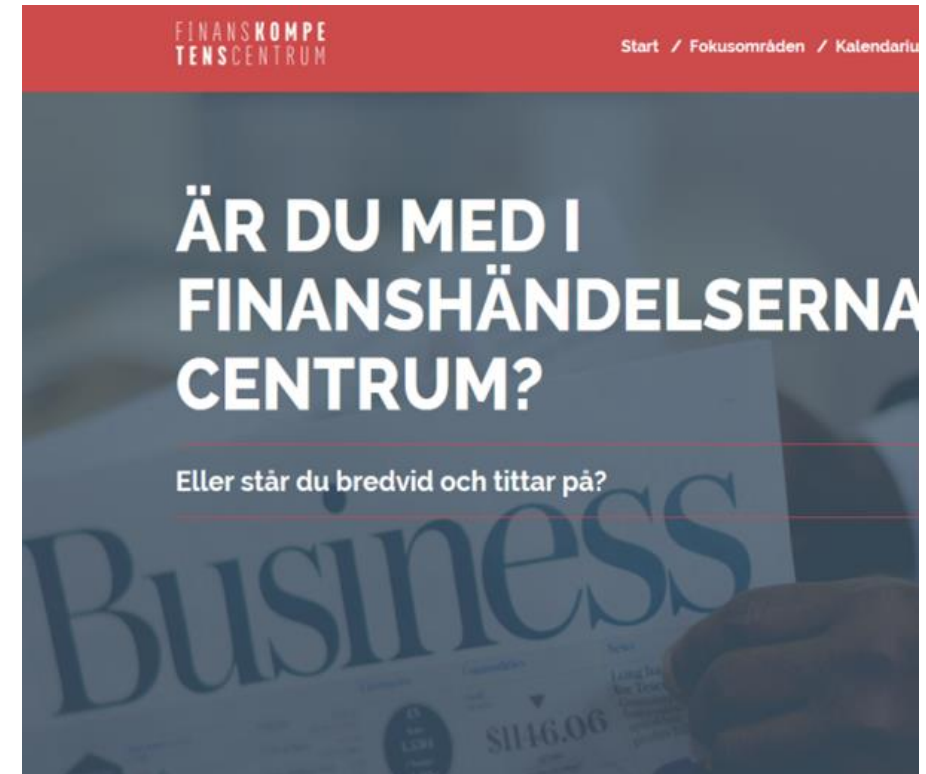 FINANSKOMPE
TENSCENTRUM
Start / Fokusområden / Kalendariu
ÄR DU MED I
FINANSHÄNDELSERNA
CENTRUM?
Eller står du bredvid och tittar på?
Business
News
$1146.06